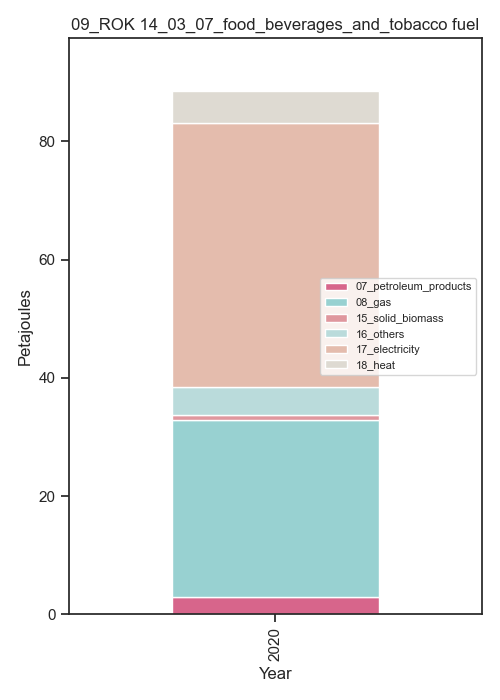 09_ROK 14_03_07_food_beverages_and_tobacco fuel
80
60
40
20
0
Petajoules
07_petroleum_products
08_gas
15_solid_biomass
16_others
17_electricity
18_heat
2020
Year